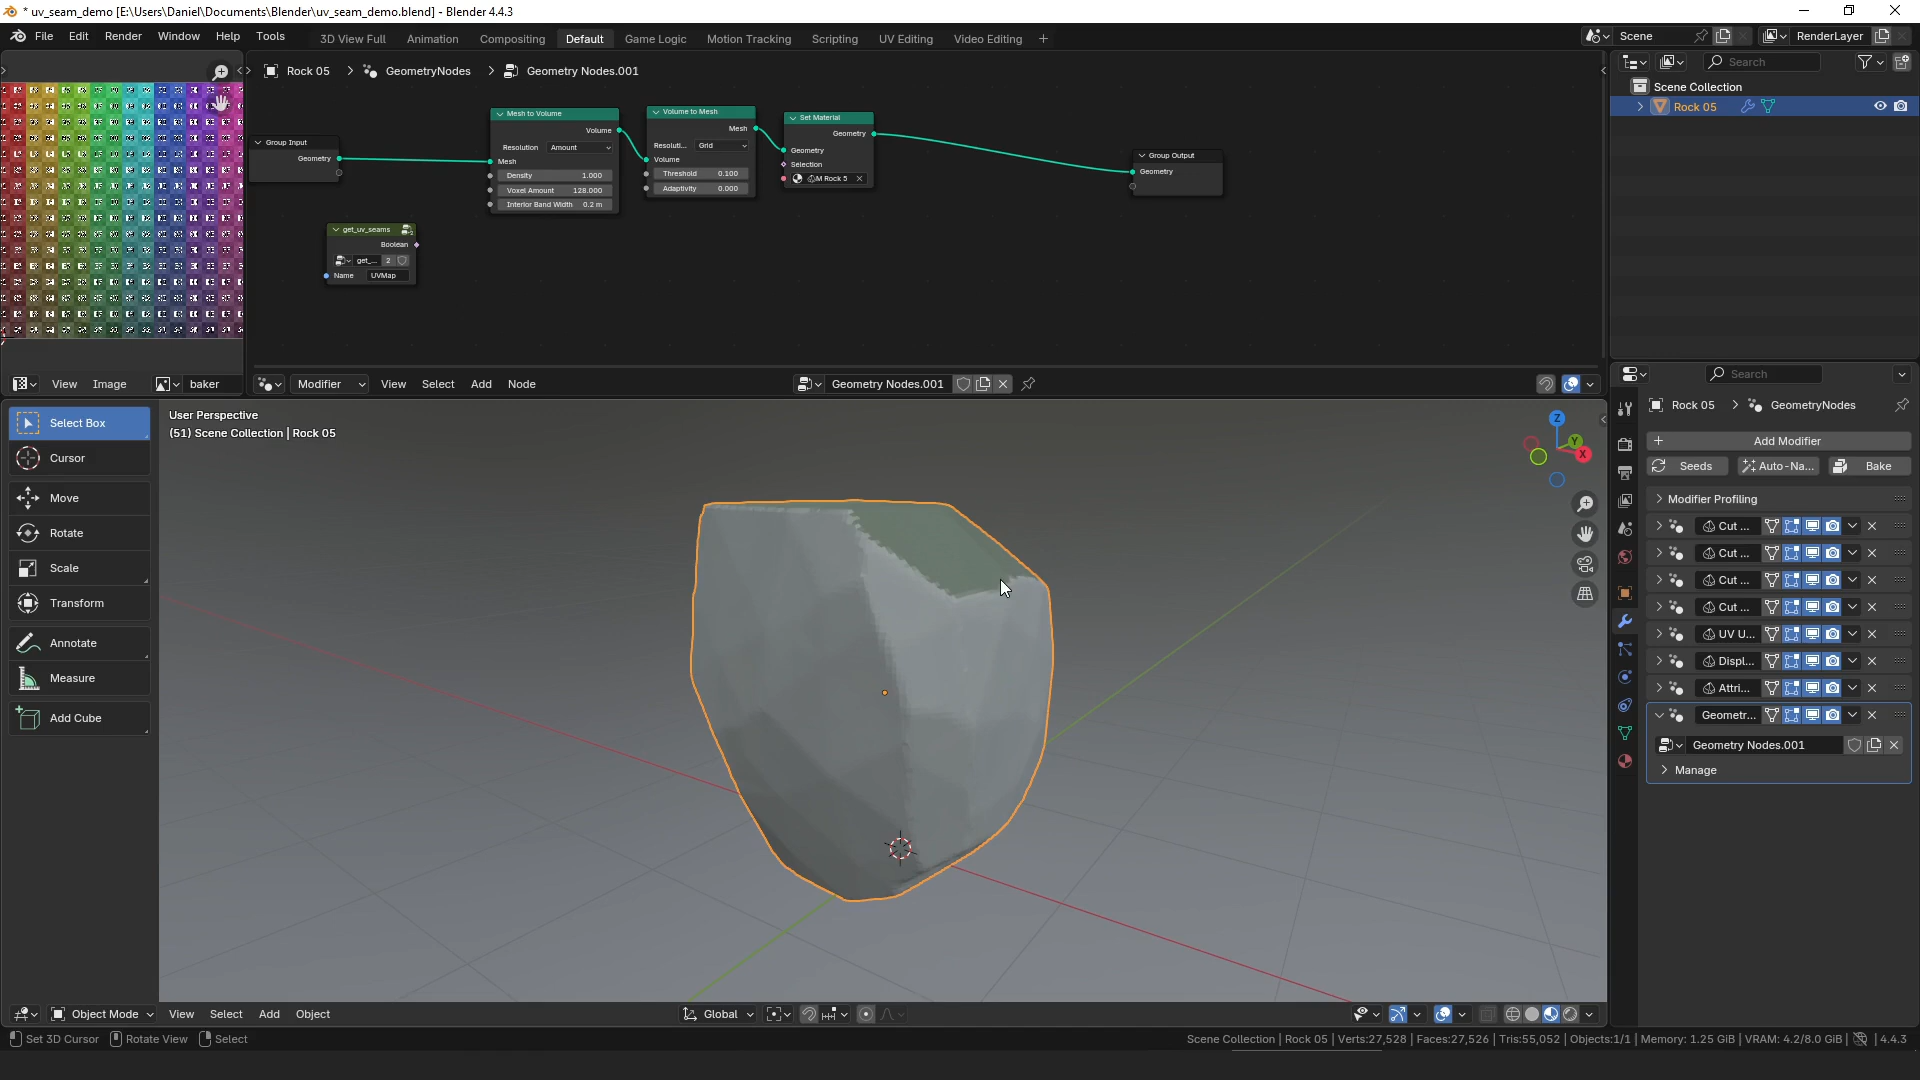 * uv_seam_demo [E:\Users\Daniel\Documents\Blender\uv_seam_demo.blend] - Blender 4.4.3
File Edit Render Window Help Tools
3D View Full Animation Compositing Default Game Logic Motion Tracking Scripting UV Editing Video Editing +
Scene
RenderLayer
Rock 05 > GeometryNodes > Geometry Nodes.001
Group Input
Geometry
get_uv_seams
Boolean
get_... 2
Name UVMap
Mesh to Volume
Volume
Resolution Amount
Mesh
Density 1.000
Voxel Amount 128.000
Interior Band Width 0.2 m
Volume to Mesh
Mesh
Resoluti... Grid
Volume
Threshold 0.100
Adaptivity 0.000
Set Material
Geometry
Geometry
Selection
M Rock 5
Group Output
Geometry
Search
Scene Collection
Rock 05
View Image baker
Modifier View Select Add Node
Geometry Nodes.001
Select Box
Cursor
Move
Rotate
Scale
Transform
Annotate
Measure
Add Cube
User Perspective
(51) Scene Collection | Rock 05
Z
Y
X
Search
Rock 05 > GeometryNodes
+ Add Modifier
Seeds Auto-Na... Bake
Modifier Profiling
Cut ...
Cut ...
Cut ...
Cut ...
UV U...
Displ...
Attri...
Geometr...
Geometry Nodes.001
Manage
Object Mode View Select Add Object
Global
Set 3D Cursor Rotate View Select
Scene Collection | Rock 05 | Verts:27,528 | Faces:27,526 | Tris:55,052 | Objects:1/1 | Memory: 1.25 GiB | VRAM: 4.2/8.0 GiB | 4.4.3